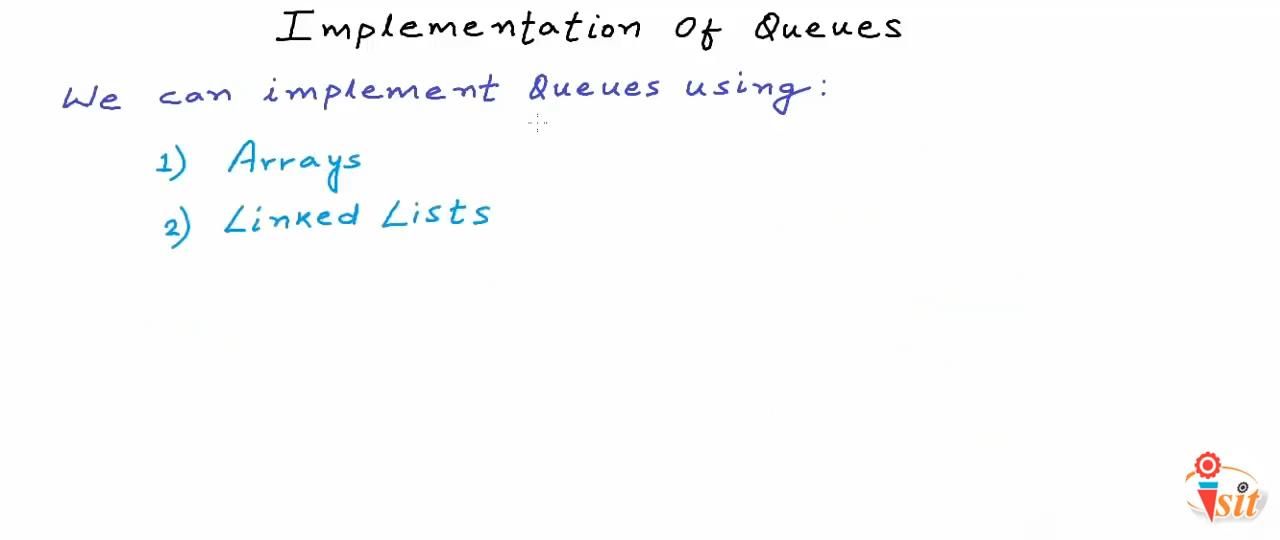 Implementation Of Queues
We can implement Queues using:
1) Arrays
2) Linked Lists
sit